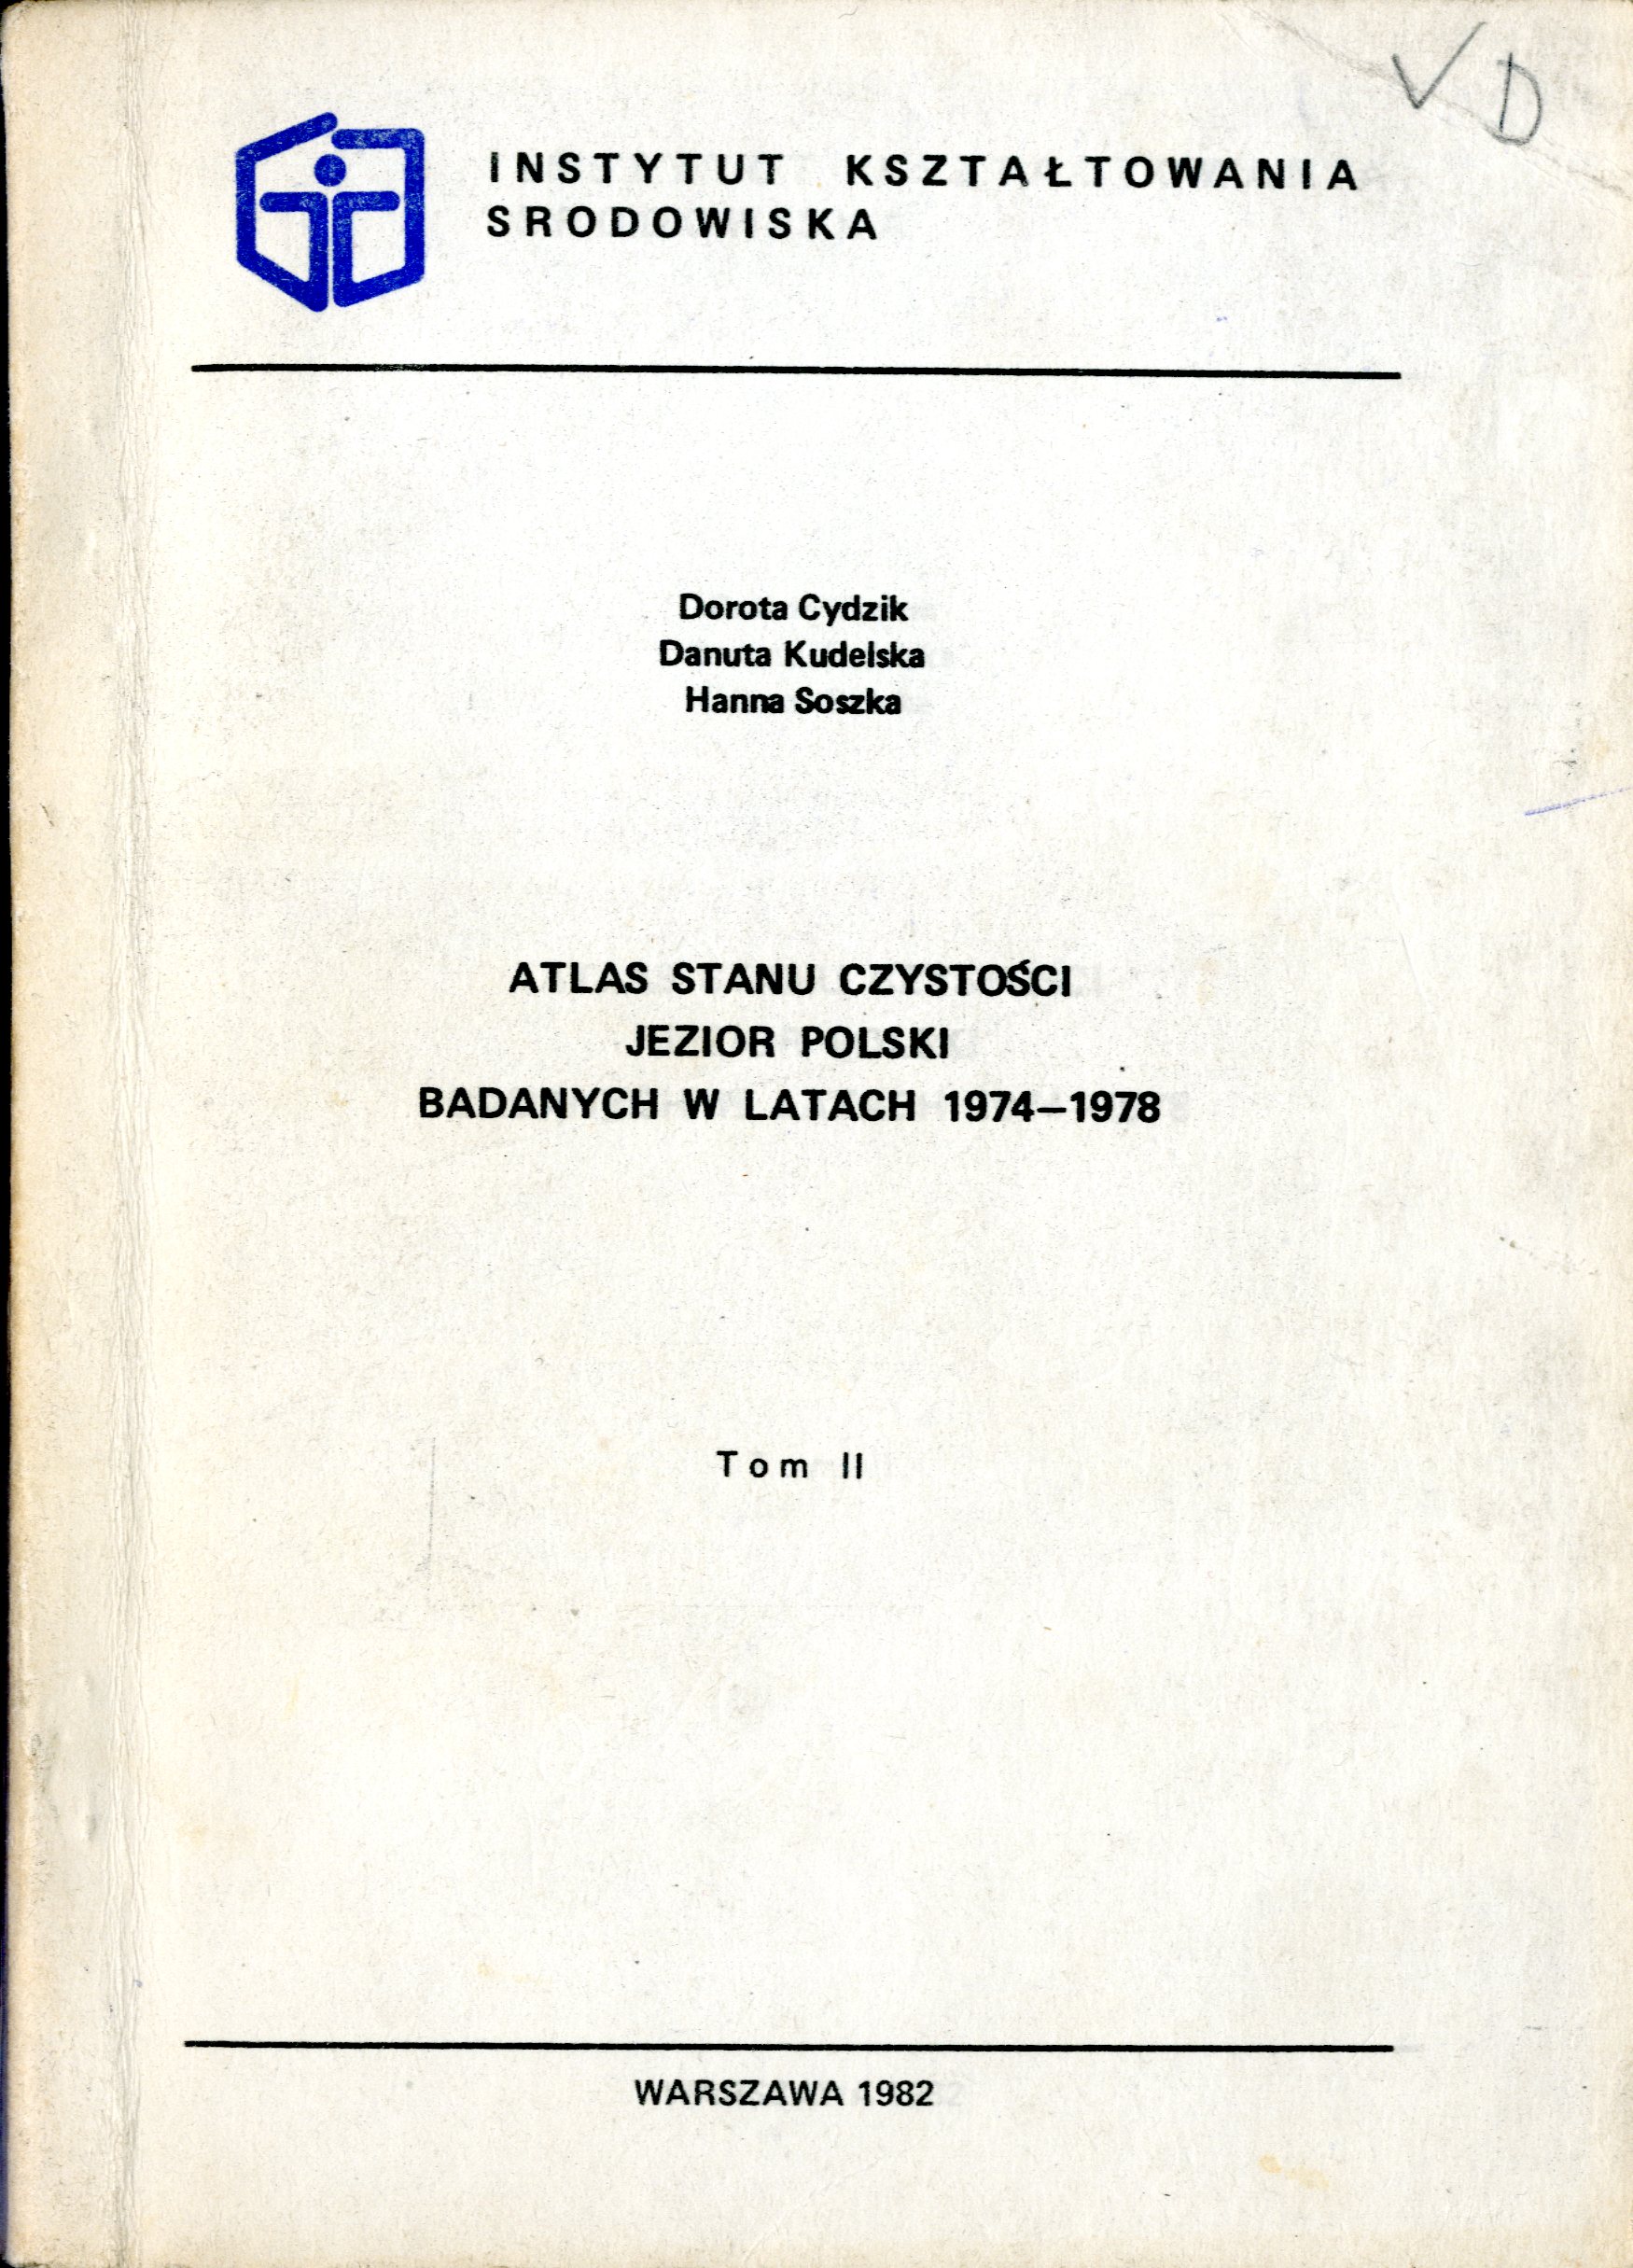 √ D
INSTYTUT KSZTAŁTOWANIA
SRODOWISKA
Dorota Cydzik
Danuta Kudelska
Hanna Soszka
ATLAS STANU CZYSTOŚCI
JEZIOR POLSKI
BADANYCH W LATACH 1974–1978
Tom II
WARSZAWA 1982